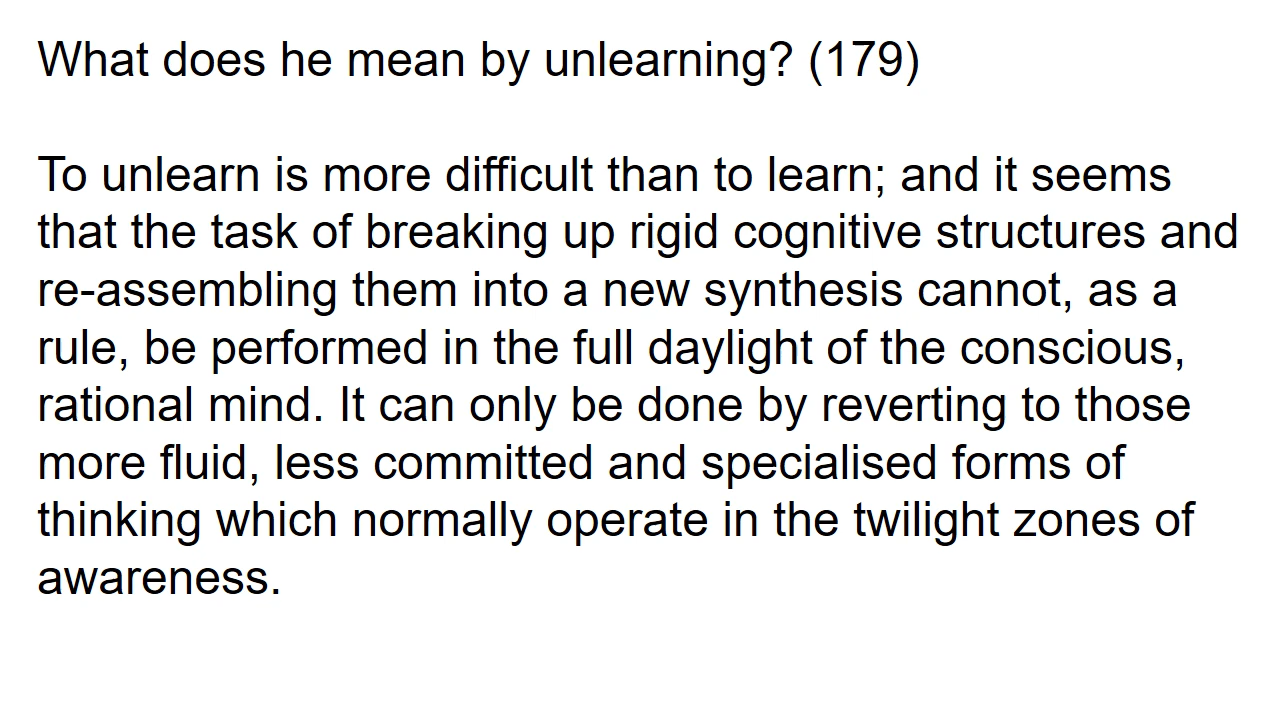 What does he mean by unlearning? (179)
To unlearn is more difficult than to learn; and it seems
that the task of breaking up rigid cognitive structures and
re-assembling them into a new synthesis cannot, as a
rule, be performed in the full daylight of the conscious,
rational mind. It can only be done by reverting to those
more fluid, less committed and specialised forms of
thinking which normally operate in the twilight zones of
awareness.